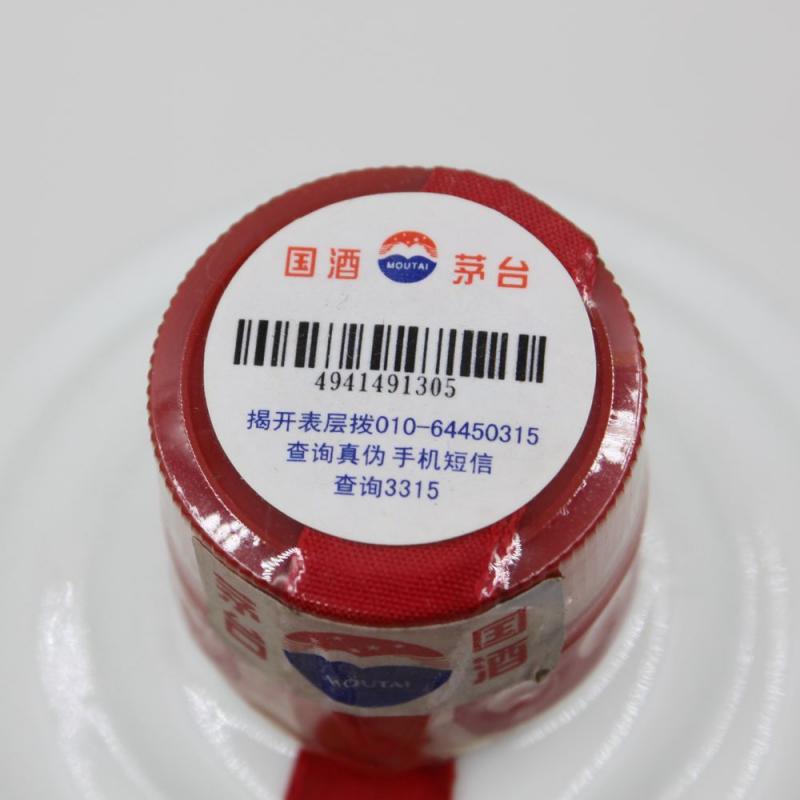 国酒 MOUTAI 茅台
4941491305
揭开表层拨010-64450315
查询真伪 手机短信
查询3315
茅台 MOUTAI 国酒